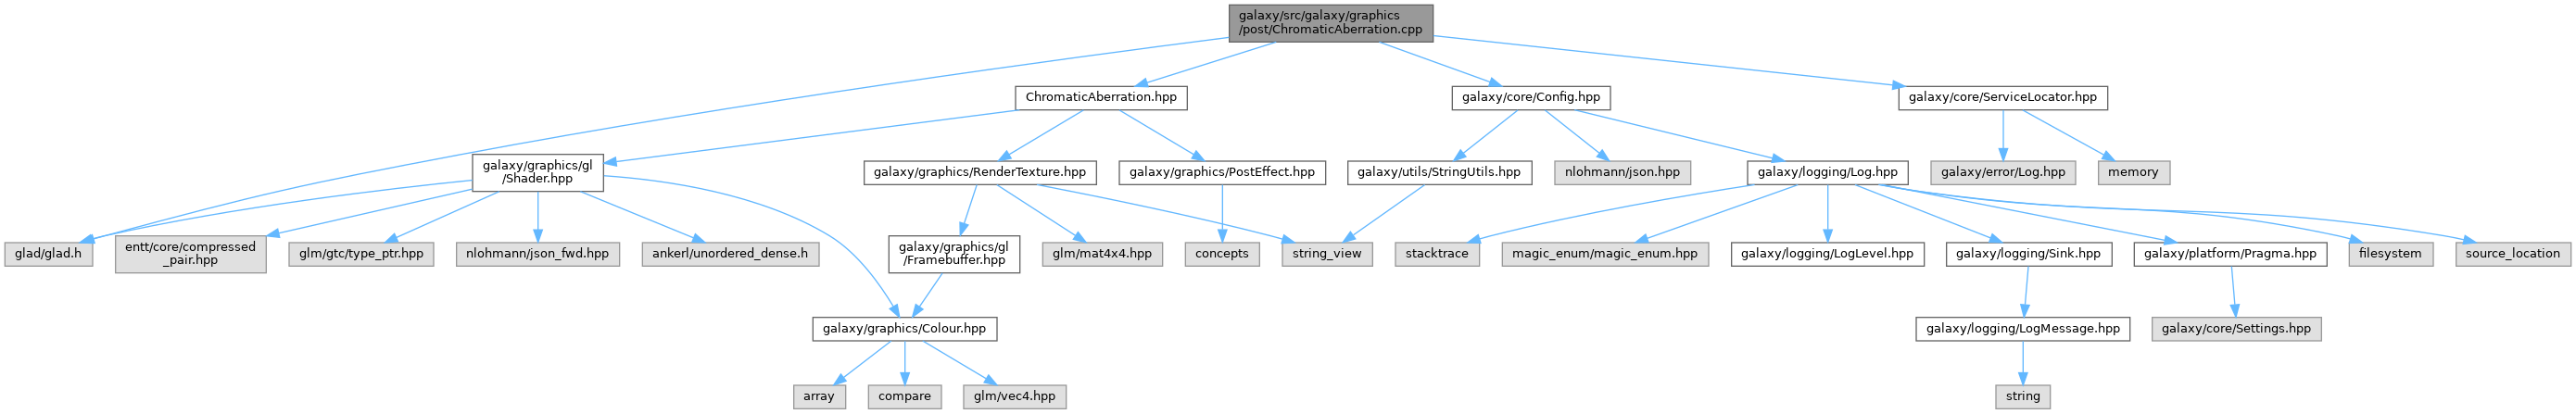 galaxy/src/galaxy/graphics
/post/ChromaticAberration.cpp
ChromaticAberration.hpp
galaxy/core/Config.hpp
galaxy/core/ServiceLocator.hpp
galaxy/graphics/gl
/Shader.hpp
galaxy/graphics/RenderTexture.hpp
galaxy/graphics/PostEffect.hpp
galaxy/utils/StringUtils.hpp
nlohmann/json.hpp
galaxy/logging/Log.hpp
galaxy/error/Log.hpp
memory
glad/glad.h
entt/core/compressed
_pair.hpp
glm/gtc/type_ptr.hpp
nlohmann/json_fwd.hpp
ankerl/unordered_dense.h
galaxy/graphics/gl
/Framebuffer.hpp
glm/mat4x4.hpp
concepts
string_view
stacktrace
magic_enum/magic_enum.hpp
galaxy/logging/LogLevel.hpp
galaxy/logging/Sink.hpp
galaxy/platform/Pragma.hpp
filesystem
source_location
galaxy/graphics/Colour.hpp
galaxy/logging/LogMessage.hpp
galaxy/core/Settings.hpp
array
compare
glm/vec4.hpp
string